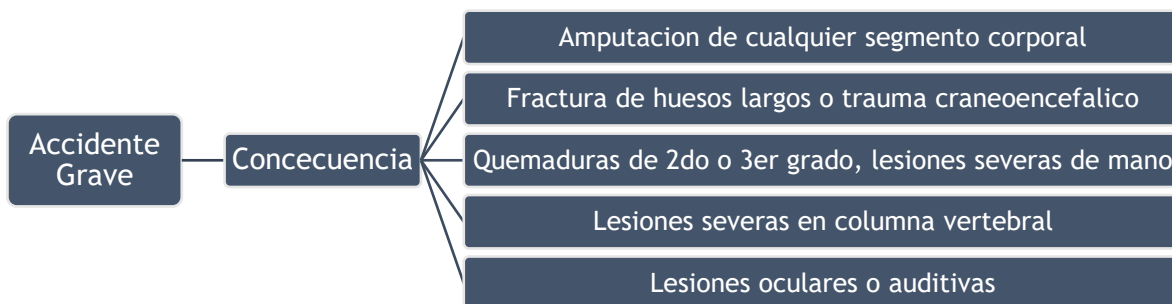 Accidente
Grave
Concecuencia
Amputacion de cualquier segmento corporal
Fractura de huesos largos o trauma craneoencefalico
Quemaduras de 2do o 3er grado, lesiones severas de mano
Lesiones severas en columna vertebral
Lesiones oculares o auditivas